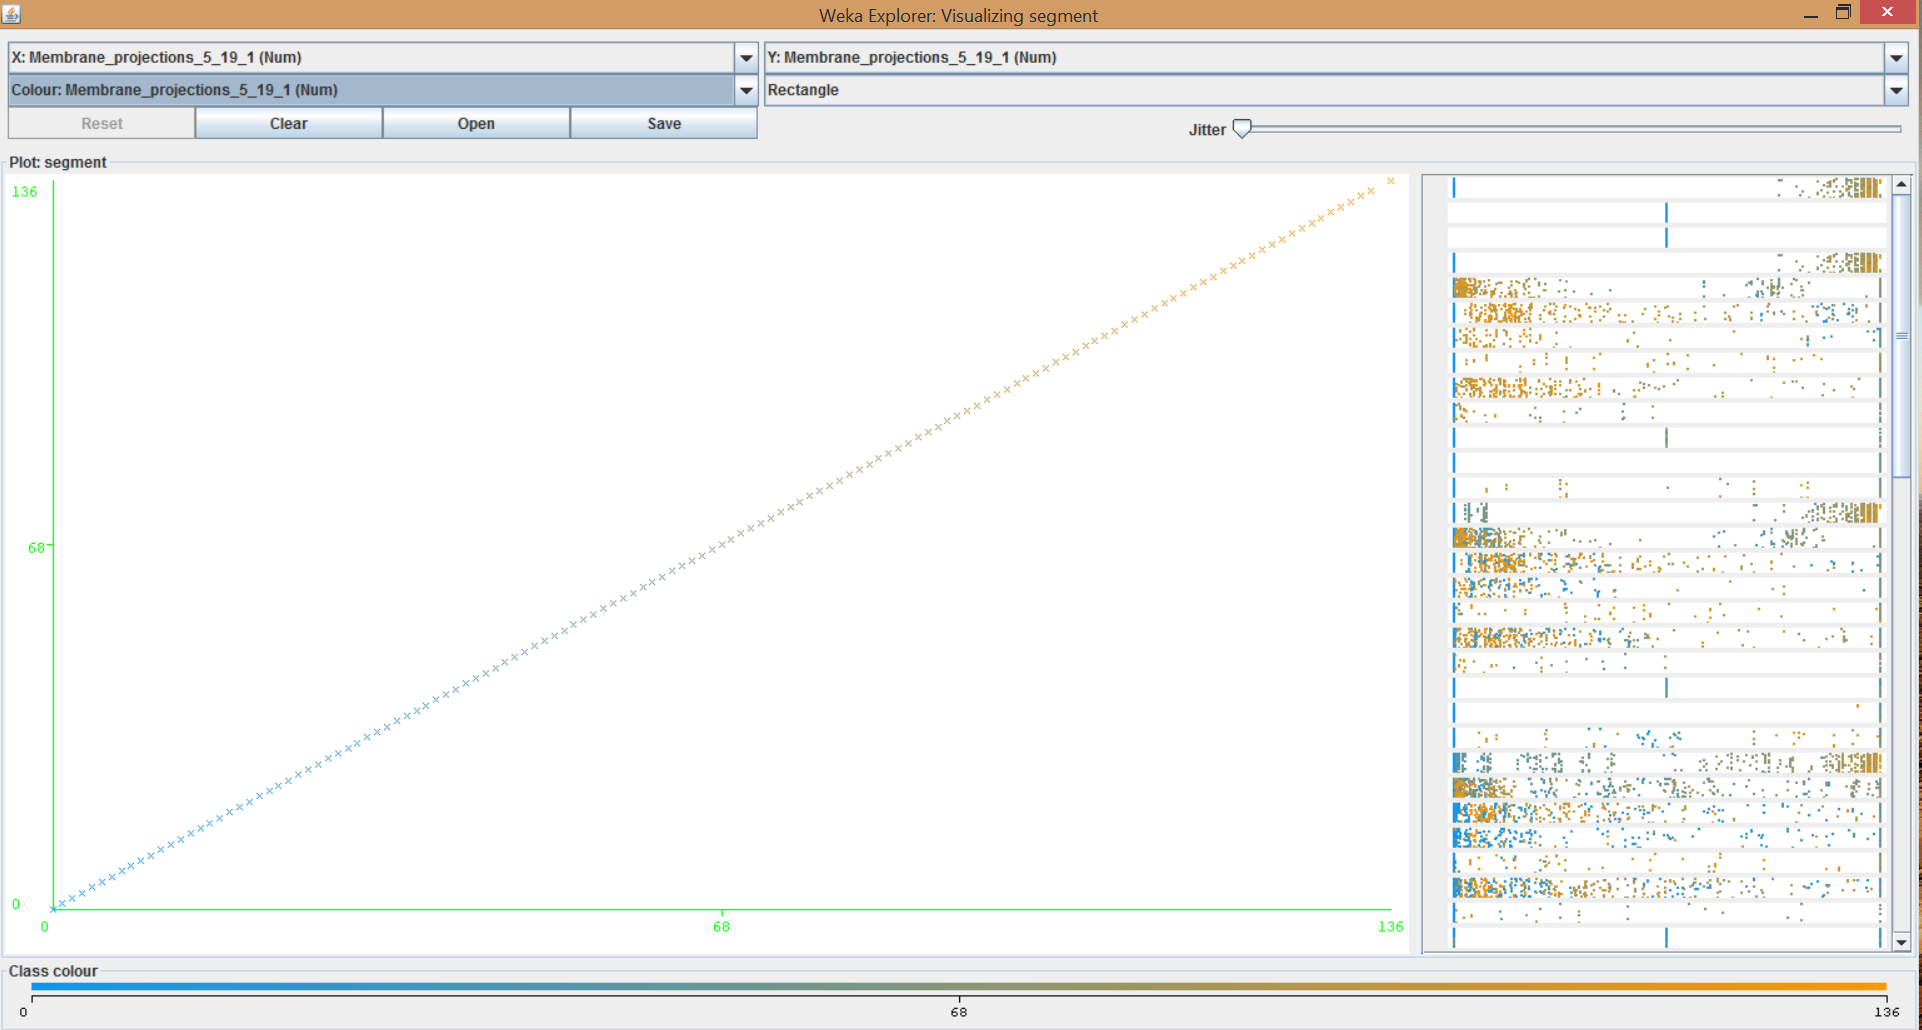 Weka Explorer: Visualizing segment
X: Membrane_projections_5_19_1 (Num)
Y: Membrane_projections_5_19_1 (Num)
Colour: Membrane_projections_5_19_1 (Num)
Rectangle
Reset
Clear
Open
Save
Jitter
Plot: segment
136
68
0
0
68
136
Class colour
0
68
136